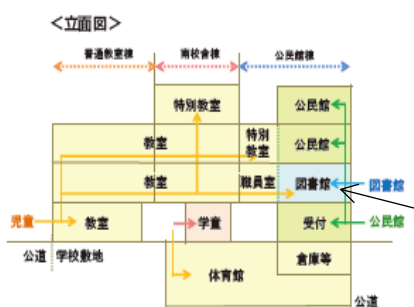 ＜立面図＞
普通教室棟 南校舎棟 公民館棟
特別教室 公民館
教室 特別
教室 公民館
教室 職員室 図書館 図書館
児童 教室 学童 受付 公民館
公道 学校敷地 体育館 倉庫等
公道